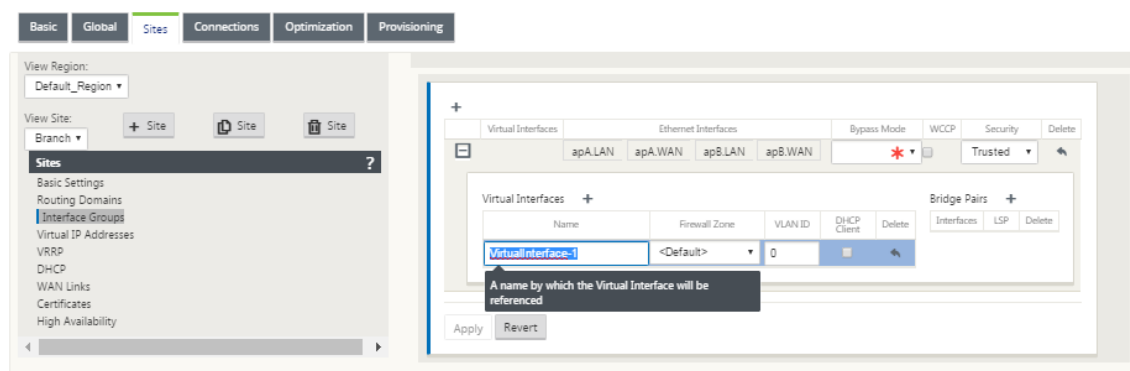 Basic Global Sites Connections Optimization Provisioning
View Region:
Default_Region
View Site:
Branch
+ Site Site Site
Sites ?
Basic Settings
Routing Domains
Interface Groups
Virtual IP Addresses
VRRP
DHCP
WAN Links
Certificates
High Availability
+
Virtual Interfaces Ethernet Interfaces Bypass Mode WCCP Security Delete
apA.LAN apA.WAN apB.LAN apB.WAN Trusted
Virtual Interfaces +
Name Firewall Zone VLAN ID DHCP Client Delete
VirtualInterface-1 <Default> 0
Bridge Pairs +
Interfaces LSP Delete
A name by which the Virtual Interface will be
referenced
Apply Revert